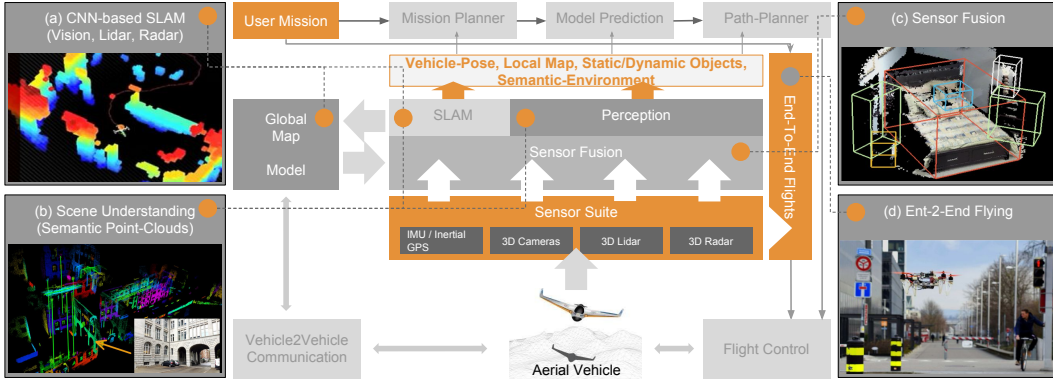 (a) CNN-based SLAM
(Vision, Lidar, Radar)
User Mission
Mission Planner
Model Prediction
Path-Planner
(c) Sensor Fusion
Vehicle-Pose, Local Map, Static/Dynamic Objects,
Semantic-Environment
Global
Map
Model
SLAM
Perception
Sensor Fusion
End-To-End Flights
(b) Scene Understanding
(Semantic Point-Clouds)
Sensor Suite
IMU / Inertial
GPS
3D Cameras
3D Lidar
3D Radar
(d) Ent-2-End Flying
Vehicle2Vehicle
Communication
Aerial Vehicle
Flight Control